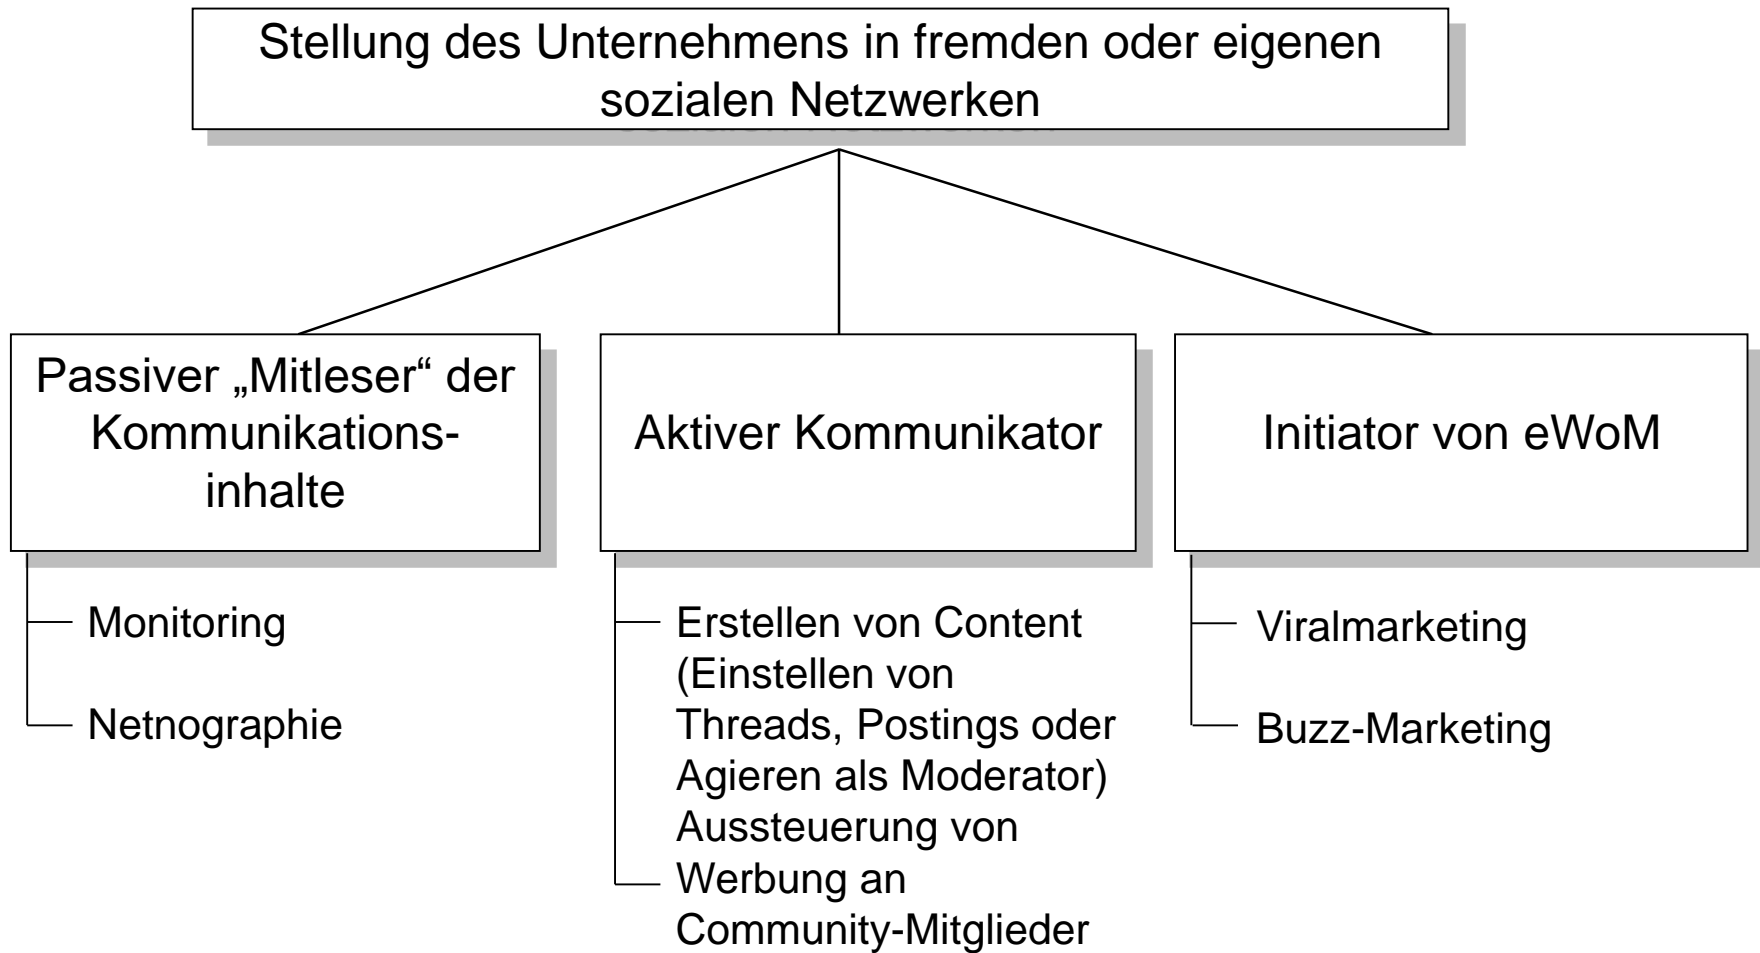 Stellung des Unternehmens in fremden oder eigenen
sozialen Netzwerken
Passiver „Mitleser“ der
Kommunikations-
inhalte
Monitoring
Netnographie
Aktiver Kommunikator
Erstellen von Content
(Einstellen von
Threads, Postings oder
Agieren als Moderator)
Aussteuerung von
Werbung an
Community-Mitglieder
Initiator von eWoM
Viralmarketing
Buzz-Marketing